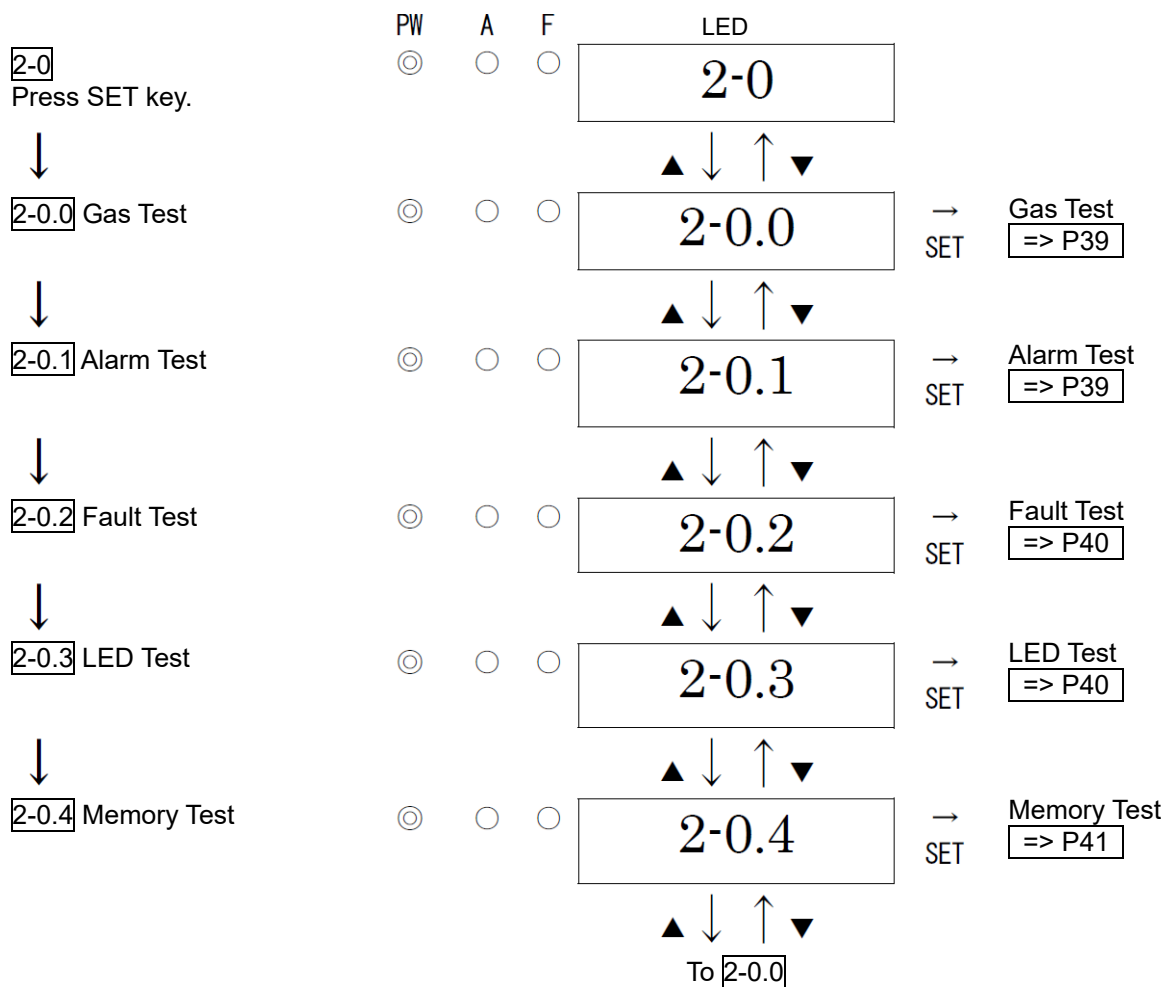 PW A F LED
2-0 2-0
Press SET key.
▲ ↓ ↑ ▼
2-0.0 Gas Test 2-0.0 → Gas Test
SET => P39
▲ ↓ ↑ ▼
2-0.1 Alarm Test 2-0.1 → Alarm Test
SET => P39
▲ ↓ ↑ ▼
2-0.2 Fault Test 2-0.2 → Fault Test
SET => P40
▲ ↓ ↑ ▼
2-0.3 LED Test 2-0.3 → LED Test
SET => P40
▲ ↓ ↑ ▼
2-0.4 Memory Test 2-0.4 → Memory Test
SET => P41
▲ ↓ ↑ ▼
To 2-0.0